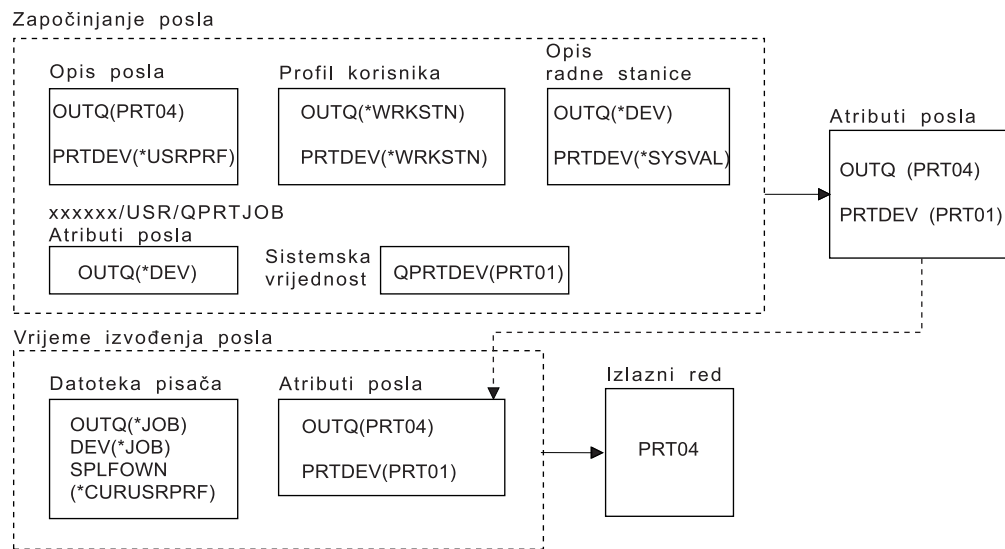 Započinjanje posla
Opis posla
OUTQ(PRT04)
PRTDEV(*USRPRF)
Profil korisnika
OUTQ(*WRKSTN)
PRTDEV(*WRKSTN)
Opis
radne stanice
OUTQ(*DEV)
PRTDEV(*SYSVAL)
xxxxxx/USR/QPRTJOB
Atributi posla
OUTQ(*DEV)
Sistemska
vrijednost
QPRTDEV(PRT01)
Atributi posla
OUTQ (PRT04)
PRTDEV (PRT01)
Vrijeme izvođenja posla
Datoteka pisača
OUTQ(*JOB)
DEV(*JOB)
SPLFOWN
(*CURUSRPRF)
Atributi posla
OUTQ(PRT04)
PRTDEV(PRT01)
Izlazni red
PRT04